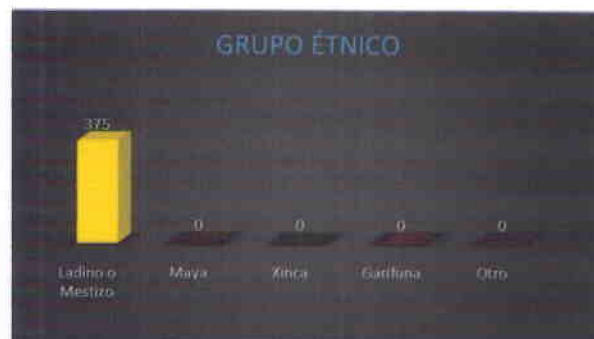 GRUPO ÉTNICO
375
0
0
0
0
Ladino o
Mestizo
Maya
Xinca
Garífuna
Otro